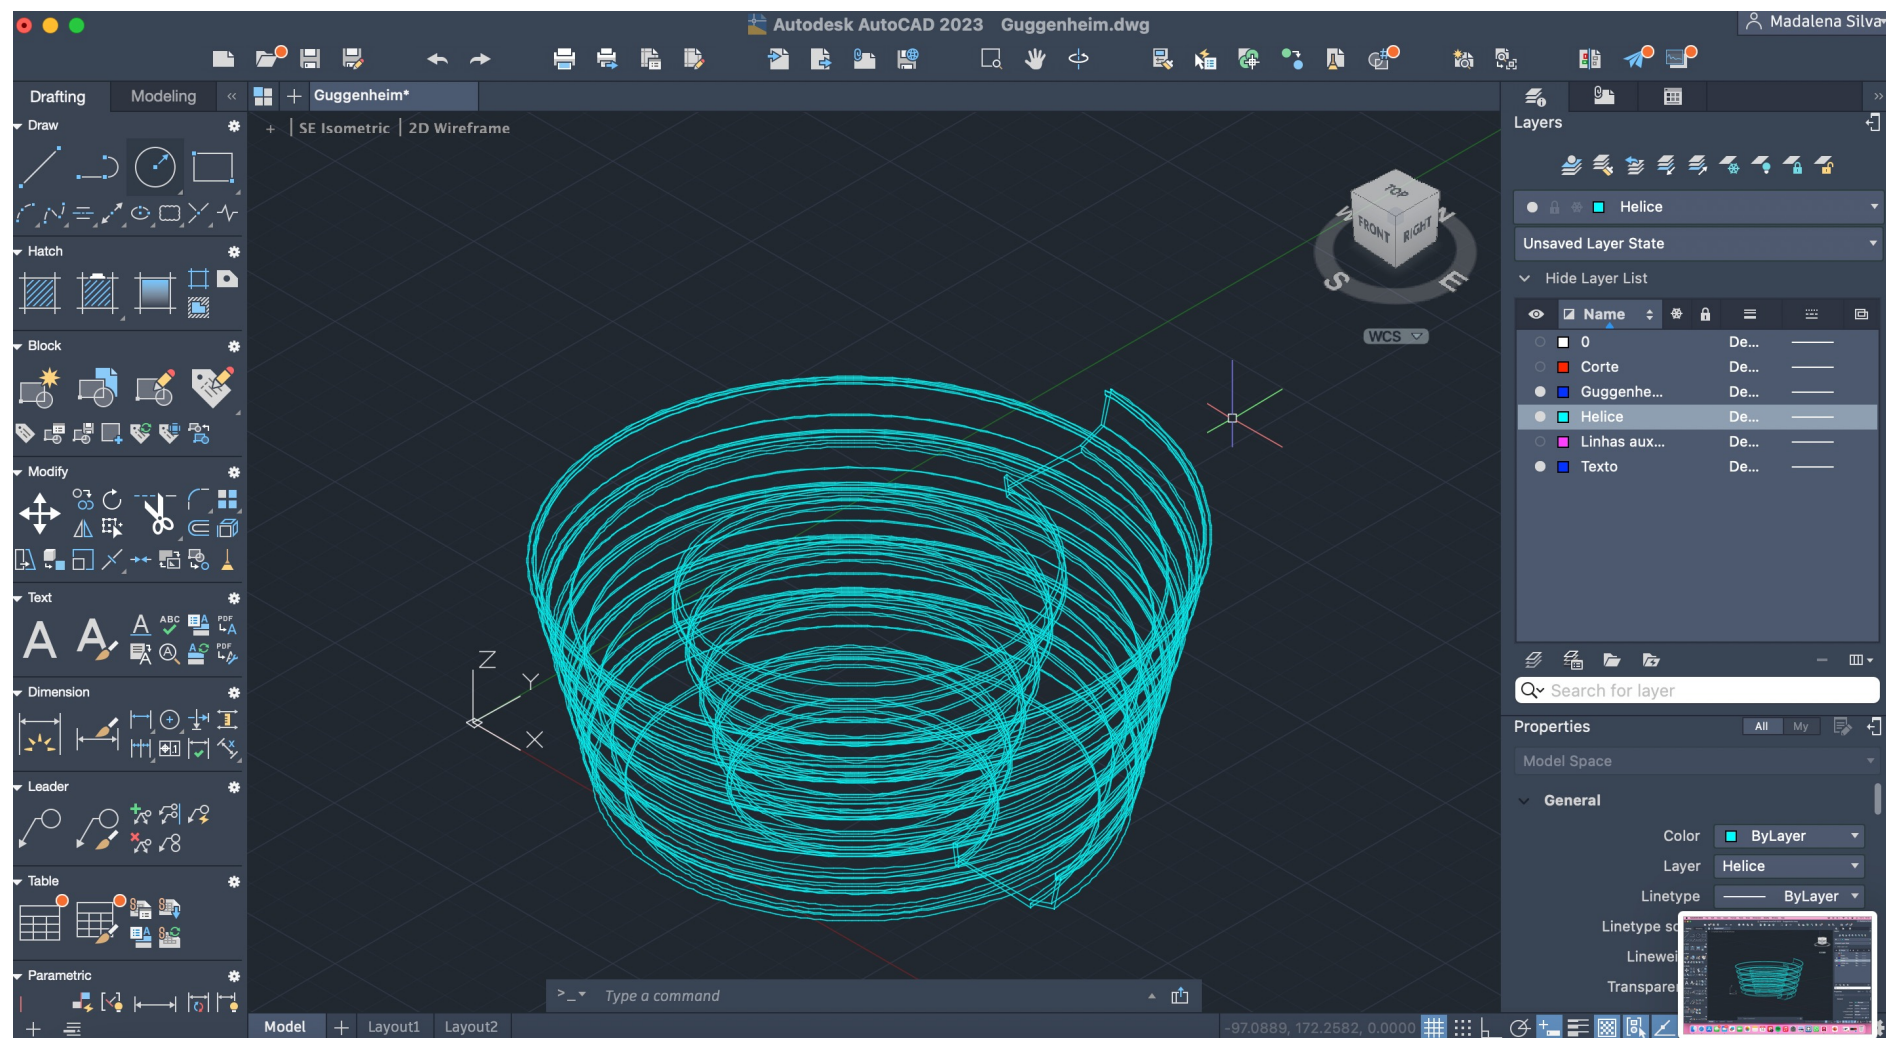 Autodesk AutoCAD 2023 Guggenheim.dwg
Madalena Silva
Drafting Modeling
Guggenheim*
Draw
SE Isometric 2D Wireframe
Hatch
Block
Modify
Text
A A A ABC A PDF A
A A A PDF
Dimension
Leader
Table
Parametric
TOP
FRONT RIGHT
W N
S E
WCS
Z
Y
X
>_ Type a command
Model Layout1 Layout2
-97.0889, 172.2582, 0.0000
Layers
Helice
Unsaved Layer State
Hide Layer List
Name
0 De...
Corte De...
Guggenhe... De...
Helice De...
Linhas aux... De...
Texto De...
Search for layer
Properties All My
Model Space
General
Color ByLayer
Layer Helice
Linetype ByLayer
Linetype sc
Linewei
Transpare